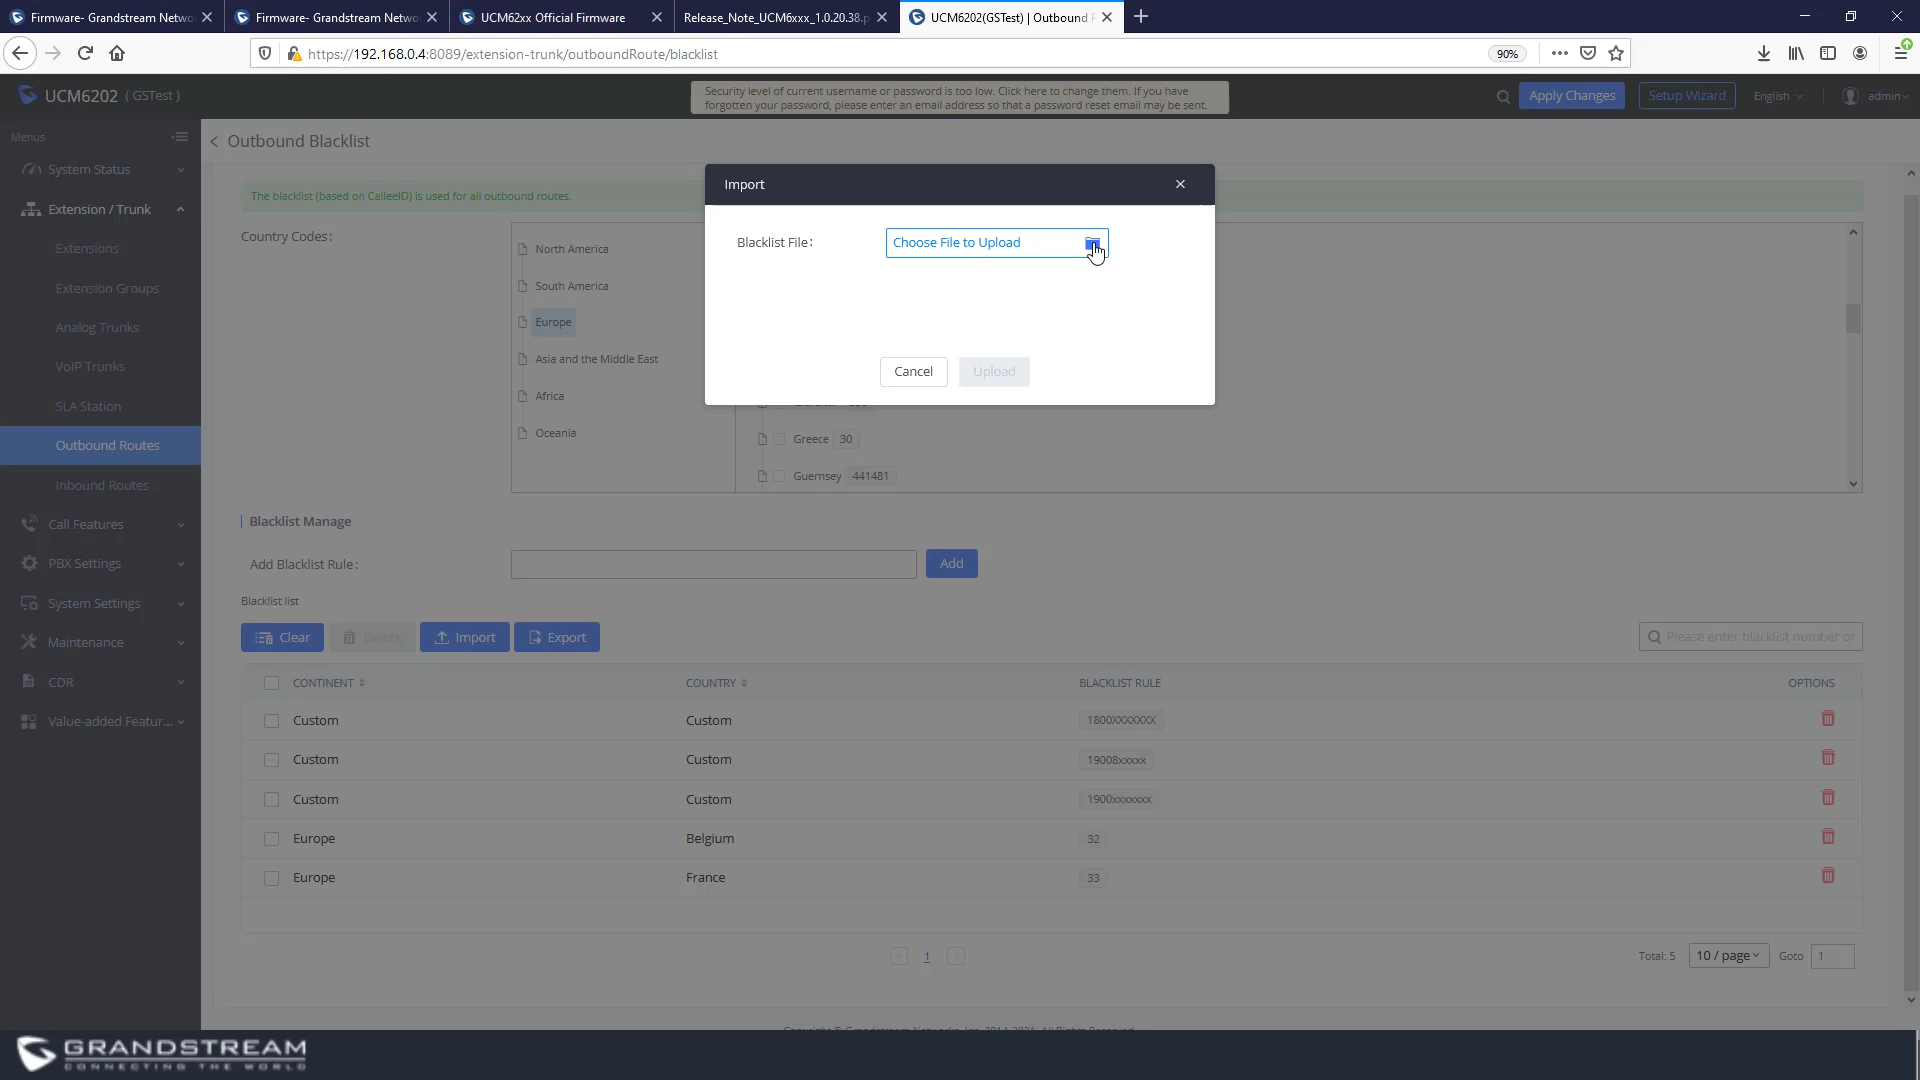 Firmware- Grandstream Netwo
Firmware- Grandstream Netwo
UCM62xx Official Firmware
Release_Note_UCM6xxx_1.0.20.38.p
UCM6202(GSTest) | Outbound
https://192.168.0.4:8089/extension-trunk/outboundRoute/blacklist
90%
UCM6202 ( GSTest )
Security level of current username or password is too low. Click here to change them. If you have
forgotten your password, please enter an email address so that a password reset email may be sent.
Apply Changes
Setup Wizard
English
admin
Menus
System Status
Extension / Trunk
Extensions
Extension Groups
Analog Trunks
VoIP Trunks
SLA Station
Outbound Routes
Inbound Routes
Call Features
PBX Settings
System Settings
Maintenance
CDR
Value-added Featur...
< Outbound Blacklist
The blacklist (based on CalleeID) is used for all outbound routes.
Country Codes:
North America
South America
Europe
Asia and the Middle East
Africa
Oceania
Greece 30
Guernsey 441481
Import
Blacklist File:
Choose File to Upload
Cancel
Upload
Blacklist Manage
Add Blacklist Rule:
Add
Blacklist list
Clear
Delete
Import
Export
Please enter blacklist number or
CONTINENT COUNTRY BLACKLIST RULE OPTIONS
Custom Custom 1800XXXXXXX
Custom Custom 19008xxxxx
Custom Custom 1900xxxxxxx
Europe Belgium 32
Europe France 33
1
Total: 5
10 / page
Goto
1
Copyright © Grandstream Networks, Inc. 2014-2021. All Rights Reserved.
GRANDSTREAM
CONNECTING THE WORLD